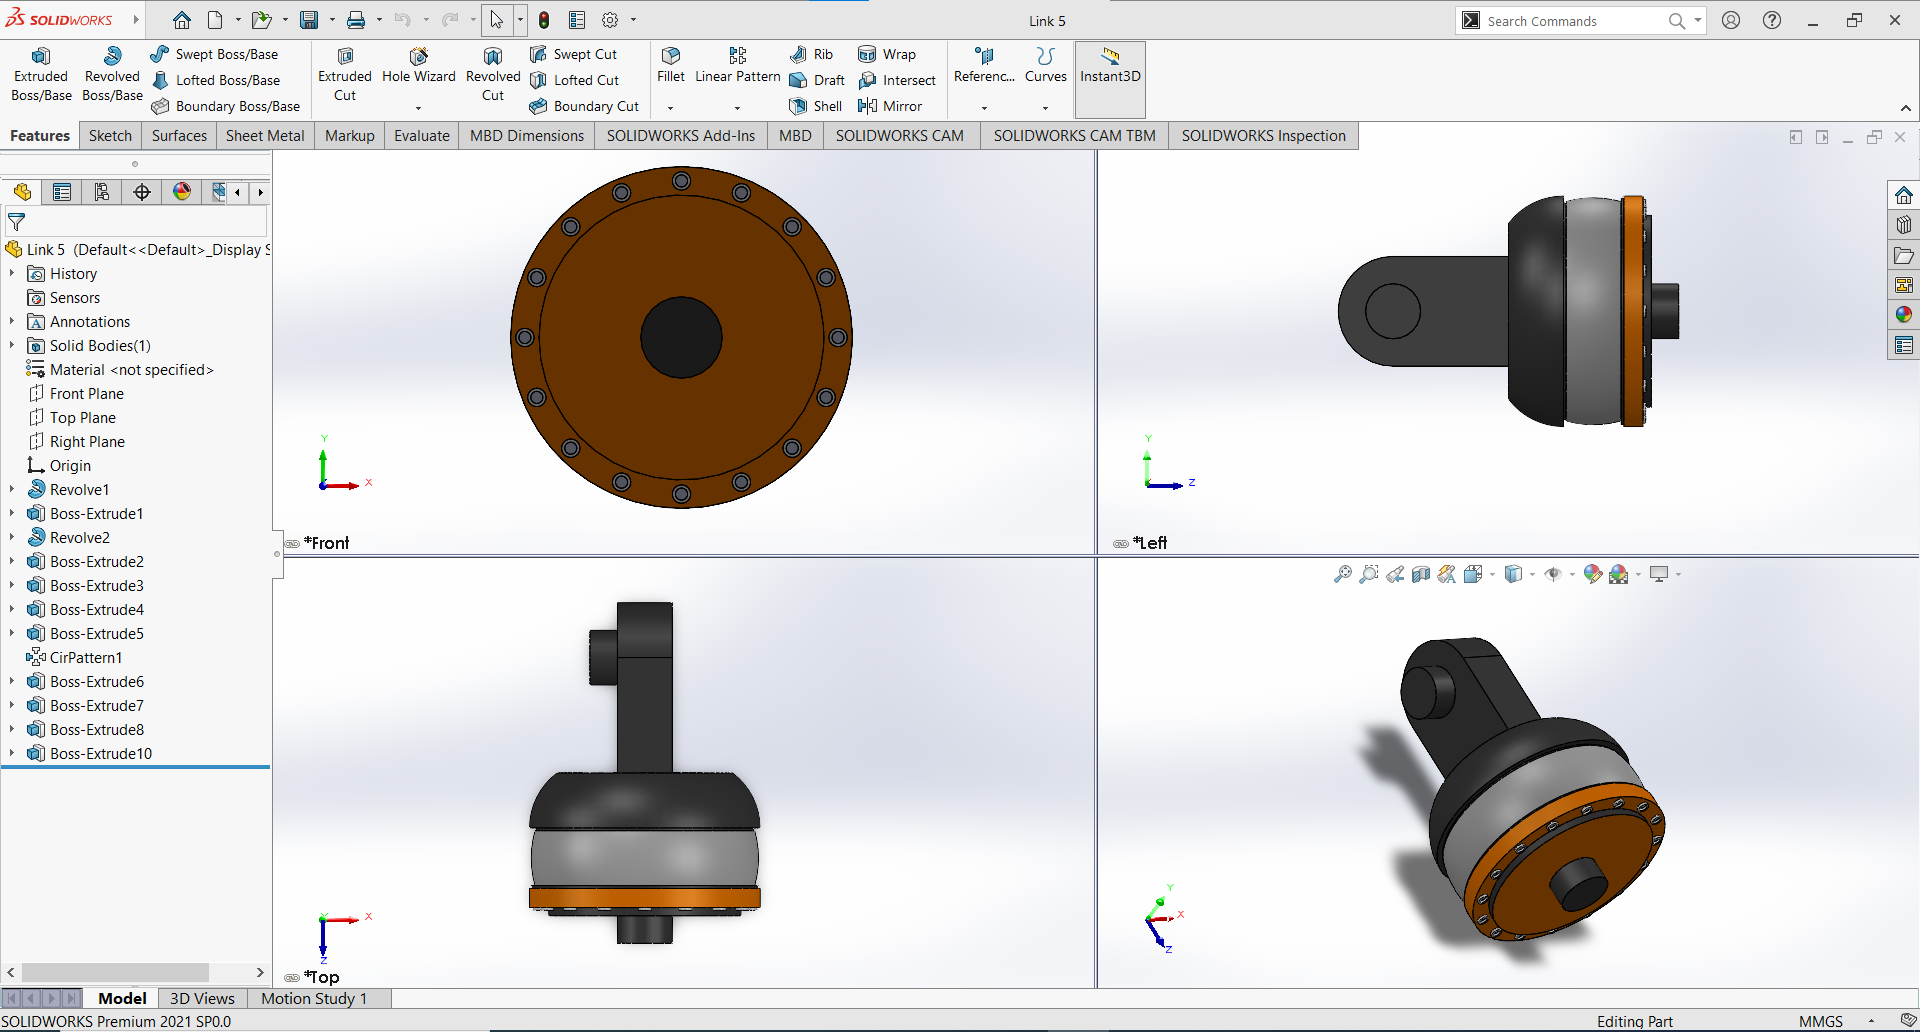 SOLIDWORKS
Link 5
Search Commands
Extruded Boss/Base
Revolved Boss/Base
Swept Boss/Base
Lofted Boss/Base
Boundary Boss/Base
Extruded Cut
Hole Wizard
Revolved Cut
Swept Cut
Lofted Cut
Boundary Cut
Fillet
Linear Pattern
Rib
Draft
Shell
Wrap
Intersect
Mirror
Referenc...
Curves
Instant3D
Features
Sketch
Surfaces
Sheet Metal
Markup
Evaluate
MBD Dimensions
SOLIDWORKS Add-Ins
MBD
SOLIDWORKS CAM
SOLIDWORKS CAM TBM
SOLIDWORKS Inspection
Link 5 (Default<<Default>_Display S
History
Sensors
Annotations
Solid Bodies(1)
Material <not specified>
Front Plane
Top Plane
Right Plane
Origin
Revolve1
Boss-Extrude1
Revolve2
Boss-Extrude2
Boss-Extrude3
Boss-Extrude4
Boss-Extrude5
CirPattern1
Boss-Extrude6
Boss-Extrude7
Boss-Extrude8
Boss-Extrude10
Y
X
*Front
Y
Z
*Left
Y
X
Z
*Top
Y
X
Z
Model
3D Views
Motion Study 1
SOLIDWORKS Premium 2021 SP0.0
Editing Part
MMGS